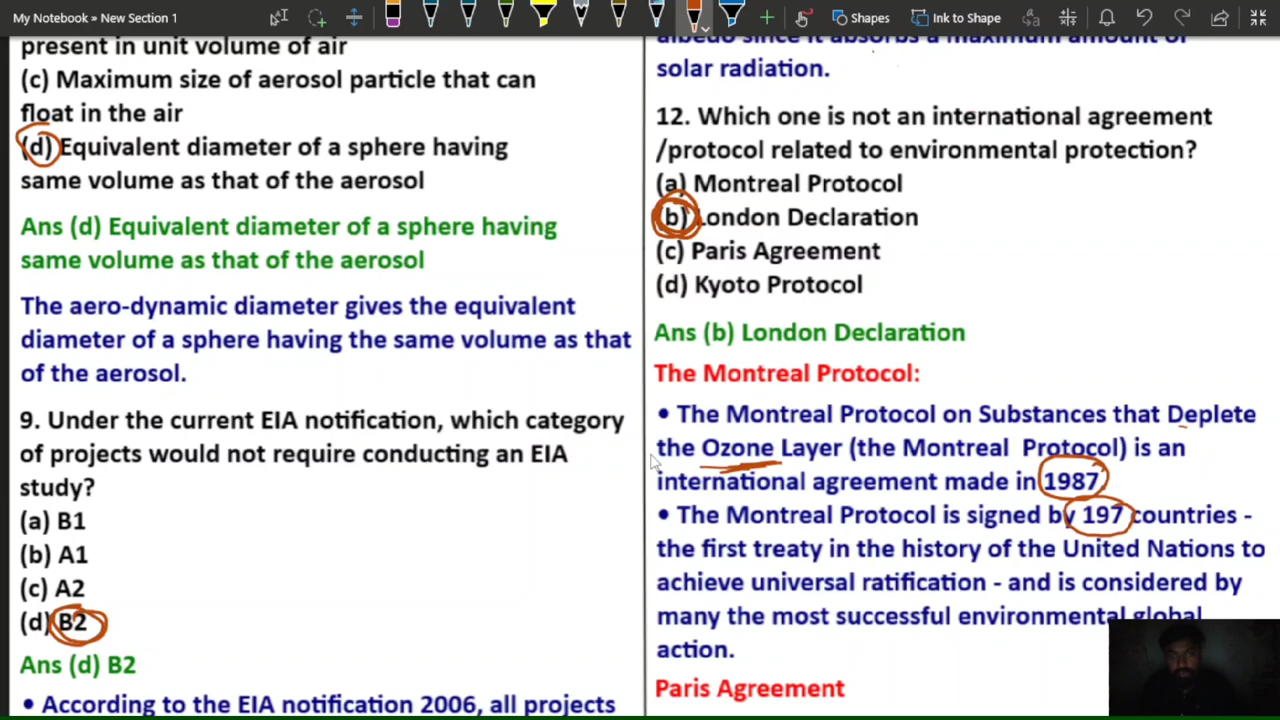 My Notebook » New Section 1
Shapes
Ink to Shape
present in unit volume of air
(c) Maximum size of aerosol particle that can
float in the air
(d) Equivalent diameter of a sphere having
same volume as that of the aerosol
Ans (d) Equivalent diameter of a sphere having
same volume as that of the aerosol
The aero-dynamic diameter gives the equivalent
diameter of a sphere having the same volume as that
of the aerosol.
9. Under the current EIA notification, which category
of projects would not require conducting an EIA
study?
(a) B1
(b) A1
(c) A2
(d) B2
Ans (d) B2
• According to the EIA notification 2006, all projects
albedo since it absorbs a maximum amount of
solar radiation.
12. Which one is not an international agreement
/protocol related to environmental protection?
(a) Montreal Protocol
(b) London Declaration
(c) Paris Agreement
(d) Kyoto Protocol
Ans (b) London Declaration
The Montreal Protocol:
• The Montreal Protocol on Substances that Deplete
the Ozone Layer (the Montreal Protocol) is an
international agreement made in 1987.
• The Montreal Protocol is signed by 197 countries -
the first treaty in the history of the United Nations to
achieve universal ratification - and is considered by
many the most successful environmental global
action.
Paris Agreement